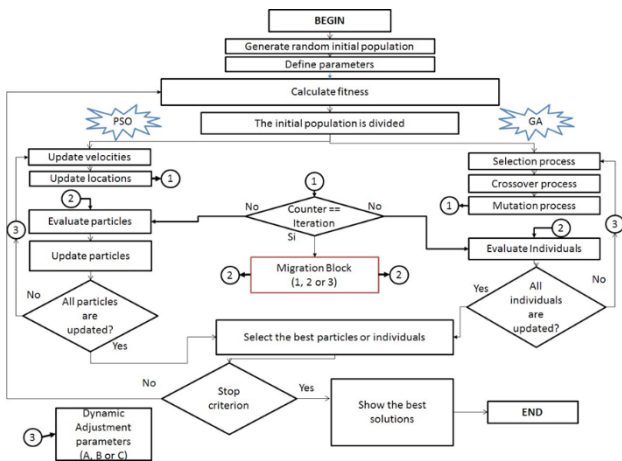 BEGIN
Generate random initial population
Define parameters
Calculate fitness
PSO
GA
The initial population is divided
Update velocities
Selection process
Update locations
1
1
Crossover process
2
1
Mutation process
No
No
2
3
Evaluate particles
Counter ==
Iteration
3
Si
Evaluate Individuals
Update particles
2
Migration Block
(1, 2 or 3)
2
No
All particles
are
updated?
Yes
All
individuals
are updated?
No
Yes
Select the best particles or individuals
No
Stop
criterion
Yes
Show the best
solutions
END
3
Dynamic
Adjustment
parameters
(A, B or C)